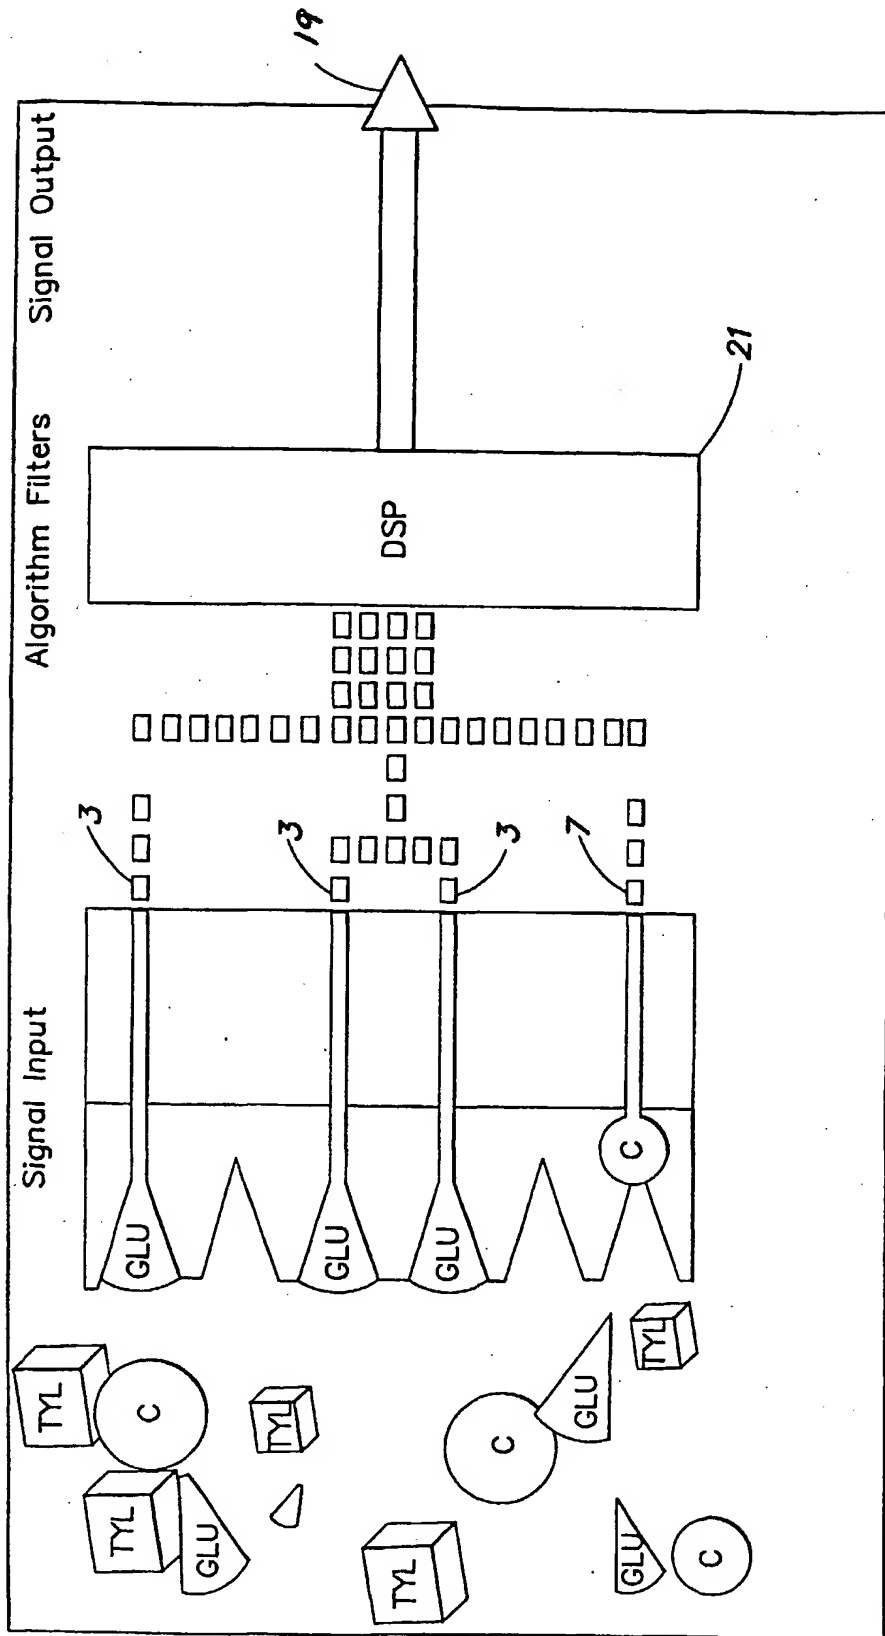 Signal Input
Algorithm Filters
Signal Output
TYL
TYL
C
GLU
TYL
TYL
C
GLU
TYL
GLU
C
GLU
GLU
GLU
C
3
3
3
7
DSP
21
19